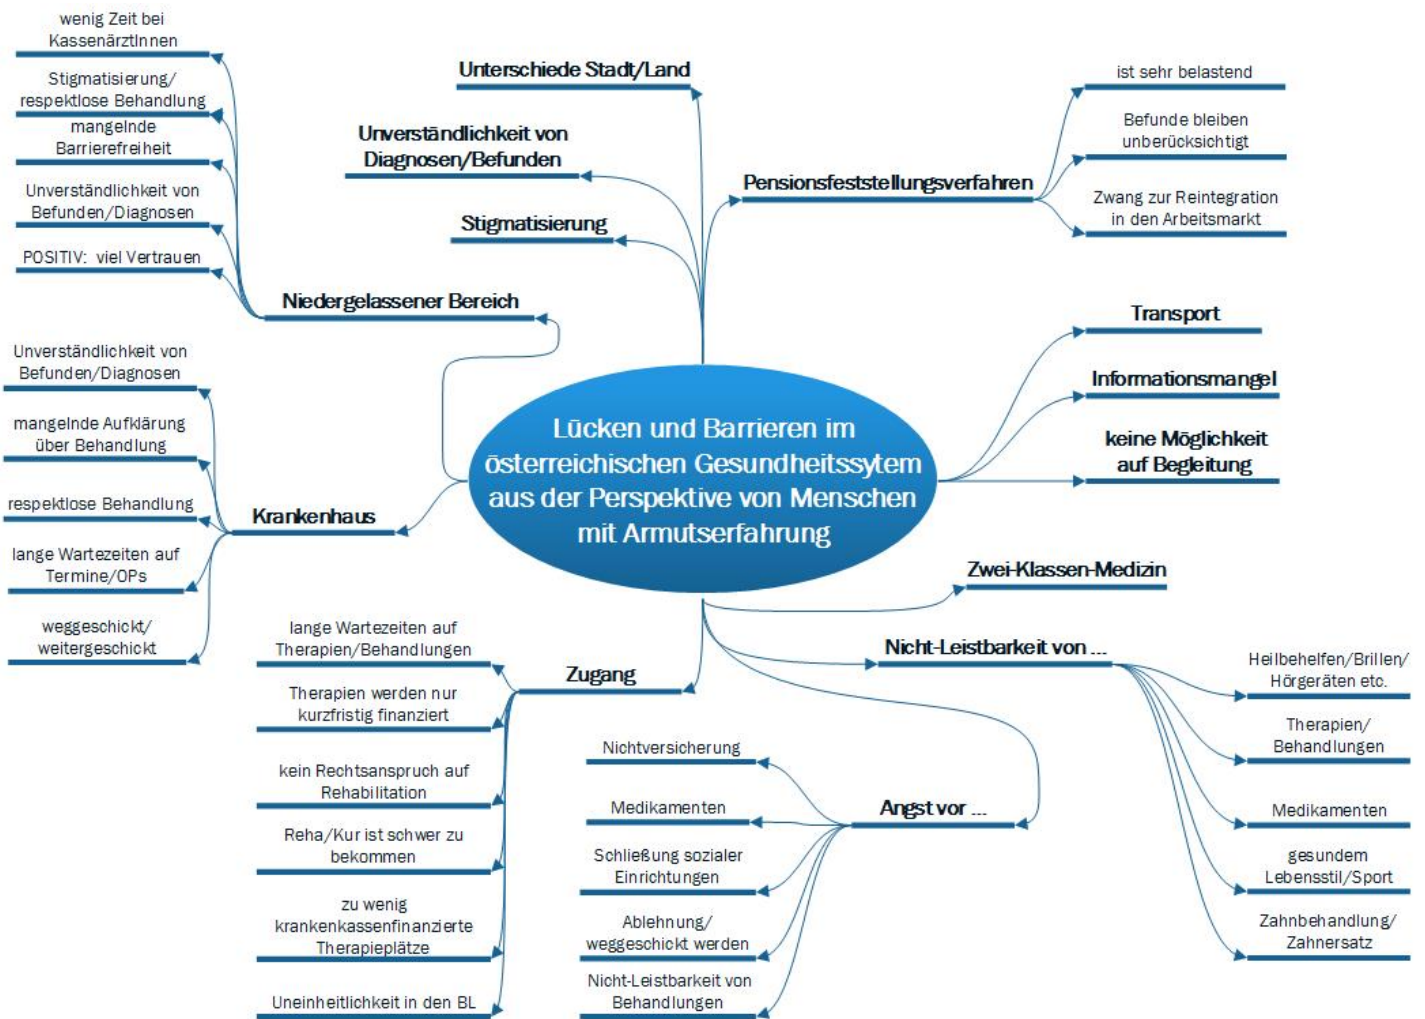 wenig Zeit bei
KassenärztInnen
Stigmatisierung/
respektlose Behandlung
mangelnde
Barrierefreiheit
Unverständlichkeit von
Befunden/Diagnosen
POSITIV: viel Vertrauen
Niedergelassener Bereich
Unterschiede Stadt/Land
Unverständlichkeit von
Diagnosen/Befunden
Stigmatisierung
Pensionsfeststellungsverfahren
ist sehr belastend
Befunde bleiben
unberücksichtigt
Zwang zur Reintegration
in den Arbeitsmarkt
Transport
Informationsmangel
keine Möglichkeit
auf Begleitung
Lücken und Barrieren im
österreichischen Gesundheitssytem
aus der Perspektive von Menschen
mit Armutserfahrung
Unverständlichkeit von
Befunden/Diagnosen
mangelnde Aufklärung
über Behandlung
respektlose Behandlung
lange Wartezeiten auf
Termine/OPs
weggeschickt/
weitergeschickt
Krankenhaus
Zwei-Klassen-Medizin
Nicht-Leistbarkeit von ...
Heilbehelfen/Brillen/
Hörgeräten etc.
Therapien/
Behandlungen
Medikamenten
gesundem
Lebensstil/Sport
Zahnbehandlung/
Zahnersatz
Zugang
lange Wartezeiten auf
Therapien/Behandlungen
Therapien werden nur
kurzfristig finanziert
kein Rechtsanspruch auf
Rehabilitation
Reha/Kur ist schwer zu
bekommen
zu wenig
krankenkassenfinanzierte
Therapieplätze
Uneinheitlichkeit in den BL
Angst vor ...
Nichtversicherung
Medikamenten
Schließung sozialer
Einrichtungen
Ablehnung/
weggeschickt werden
Nicht-Leistbarkeit von
Behandlungen